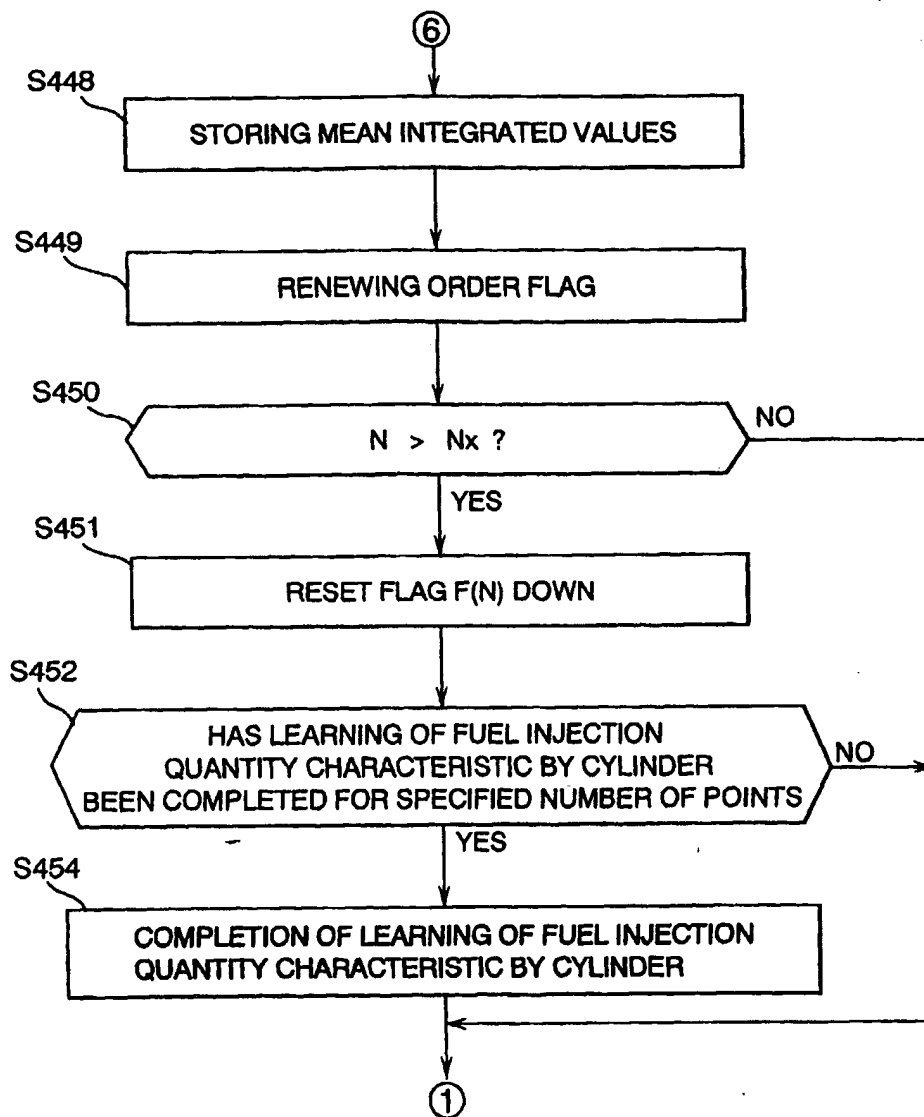 6
S448
STORING MEAN INTEGRATED VALUES
S449
RENEWING ORDER FLAG
S450
N > Nx ?
NO
YES
S451
RESET FLAG F(N) DOWN
S452
HAS LEARNING OF FUEL INJECTION
QUANTITY CHARACTERISTIC BY CYLINDER
BEEN COMPLETED FOR SPECIFIED NUMBER OF POINTS
NO
YES
S454
COMPLETION OF LEARNING OF FUEL INJECTION
QUANTITY CHARACTERISTIC BY CYLINDER
1